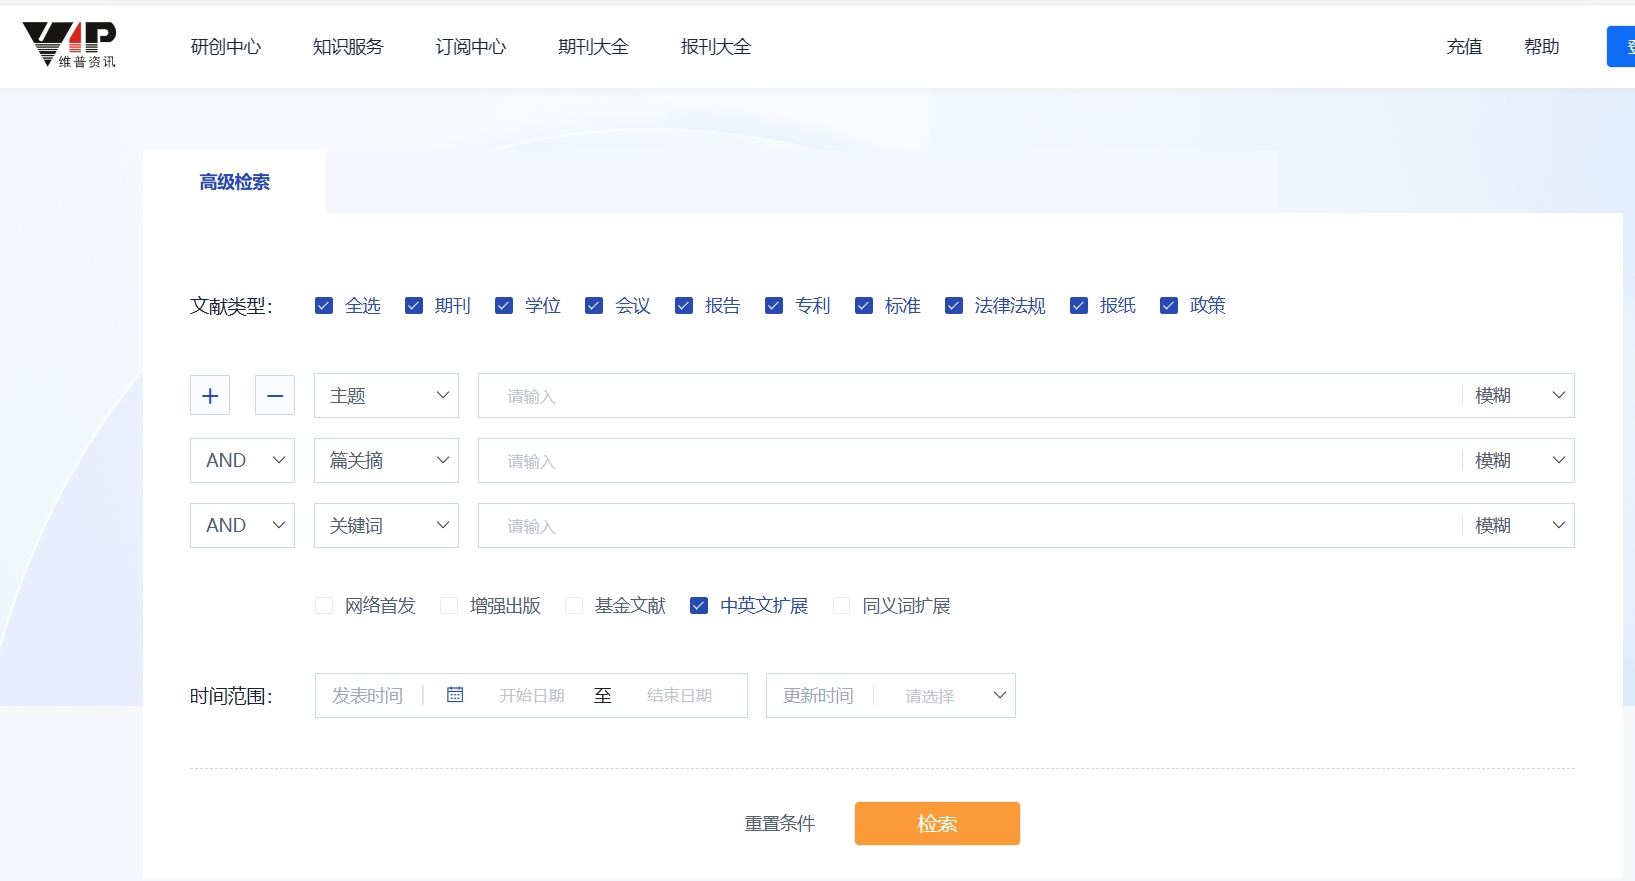 VIP 维普资讯 研创中心 知识服务 订阅中心 期刊大全 报刊大全 充值 帮助
高级检索
文献类型: 全选 期刊 学位 会议 报告 专利 标准 法律法规 报纸 政策
+ − 主题 请输入 模糊
AND 篇关摘 请输入 模糊
AND 关键词 请输入 模糊
网络首发 增强出版 基金文献 中英文扩展 同义词扩展
时间范围: 发表时间 开始日期 至 结束日期 更新时间 请选择
重置条件 检索